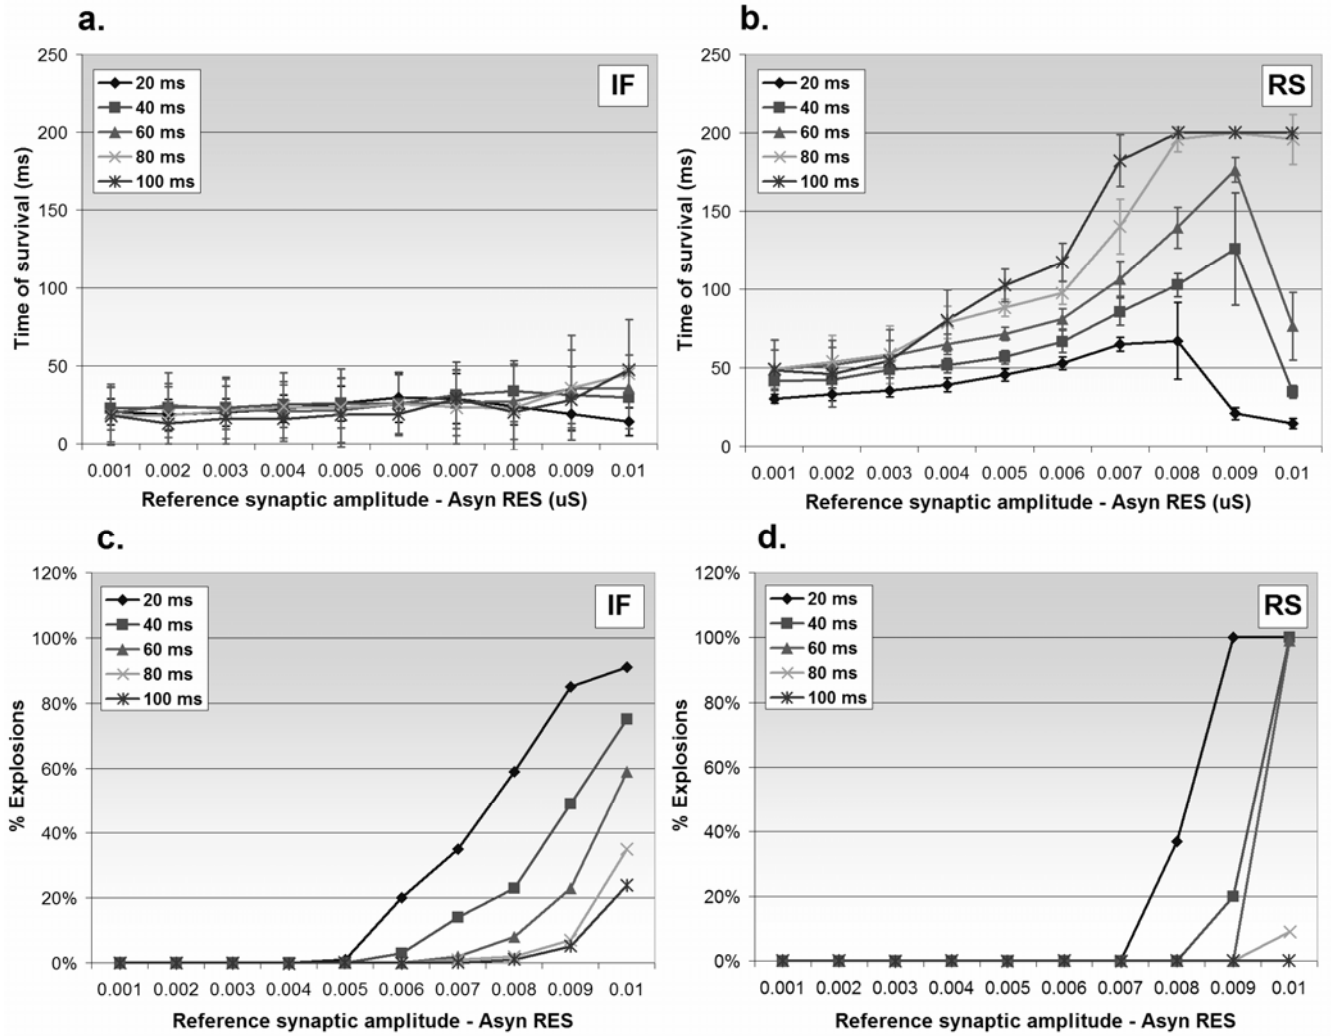 a.
250
200
150
100
50
0
Time of survival (ms)
20 ms
40 ms
60 ms
80 ms
100 ms
IF
0.001 0.002 0.003 0.004 0.005 0.006 0.007 0.008 0.009 0.01
Reference synaptic amplitude - Asyn RES (uS)
b.
250
200
150
100
50
0
Time of survival (ms)
20 ms
40 ms
60 ms
80 ms
100 ms
RS
0.001 0.002 0.003 0.004 0.005 0.006 0.007 0.008 0.009 0.01
Reference synaptic amplitude - Asyn RES (uS)
c.
120%
100%
80%
60%
40%
20%
0%
% Explosions
20 ms
40 ms
60 ms
80 ms
100 ms
IF
0.001 0.002 0.003 0.004 0.005 0.006 0.007 0.008 0.009 0.01
Reference synaptic amplitude - Asyn RES
d.
120%
100%
80%
60%
40%
20%
0%
% Explosions
20 ms
40 ms
60 ms
80 ms
100 ms
RS
0.001 0.002 0.003 0.004 0.005 0.006 0.007 0.008 0.009 0.01
Reference synaptic amplitude - Asyn RES